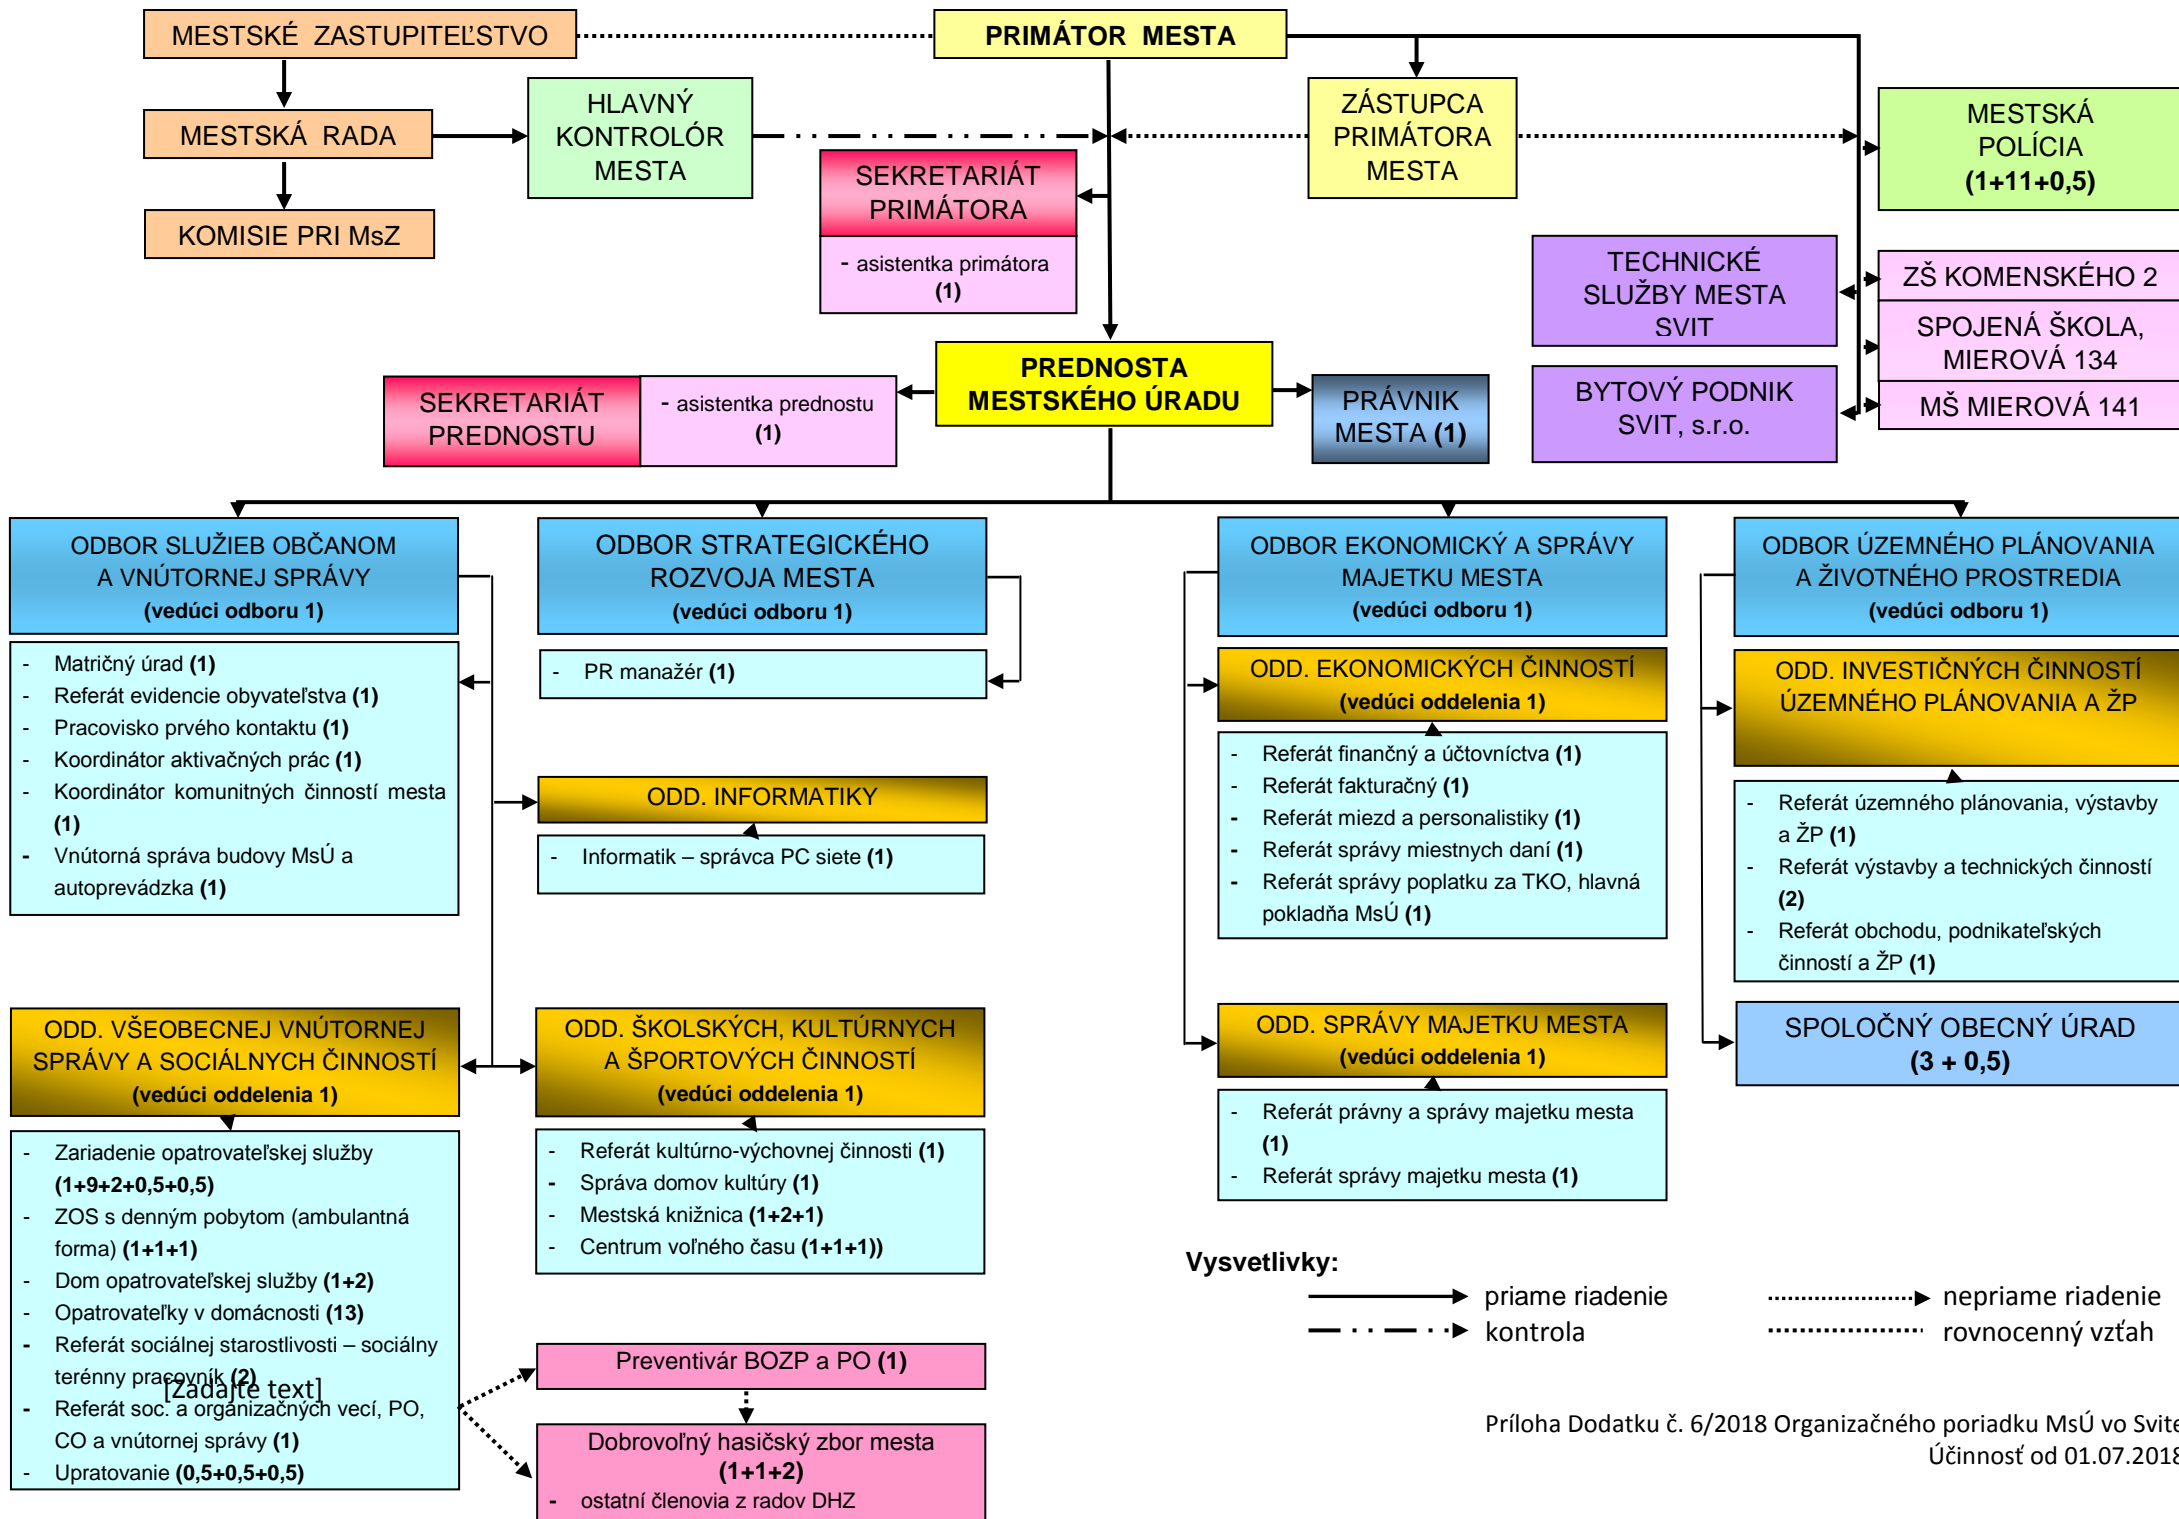 MESTSKÉ ZASTUPITEĽSTVO
PRIMÁTOR MESTA
MESTSKÁ RADA
HLAVNÝ
KONTROLÓR
MESTA
ZÁSTUPCA
PRIMÁTORA
MESTA
MESTSKÁ
POLÍCIA
(1+11+0,5)
KOMISIE PRI MsZ
SEKRETARIÁT
PRIMÁTORA
- asistentka primátora
(1)
TECHNICKÉ
SLUŽBY MESTA
SVIT
ZŠ KOMENSKÉHO 2
SPOJENÁ ŠKOLA,
MIEROVÁ 134
MŠ MIEROVÁ 141
BYTOVÝ PODNIK
SVIT, s.r.o.
PREDNOSTA
MESTSKÉHO ÚRADU
SEKRETARIÁT
PREDNOSTU
- asistentka prednostu
(1)
PRÁVNIK
MESTA (1)
ODBOR SLUŽIEB OBČANOM
A VNÚTORNEJ SPRÁVY
(vedúci odboru 1)
- Matričný úrad (1)
- Referát evidencie obyvateľstva (1)
- Pracovisko prvého kontaktu (1)
- Koordinátor aktivačných prác (1)
- Koordinátor komunitných činností mesta
(1)
- Vnútorná správa budovy MsÚ a
autoprevádzka (1)
ODBOR STRATEGICKÉHO
ROZVOJA MESTA
(vedúci odboru 1)
- PR manažér (1)
ODD. INFORMATIKY
- Informatik – správca PC siete (1)
ODBOR EKONOMICKÝ A SPRÁVY
MAJETKU MESTA
(vedúci odboru 1)
ODD. EKONOMICKÝCH ČINNOSTÍ
(vedúci oddelenia 1)
- Referát finančný a účtovníctva (1)
- Referát fakturačný (1)
- Referát miezd a personalistiky (1)
- Referát správy miestnych daní (1)
- Referát správy poplatku za TKO, hlavná
pokladňa MsÚ (1)
ODBOR ÚZEMNÉHO PLÁNOVANIA
A ŽIVOTNÉHO PROSTREDIA
(vedúci odboru 1)
ODD. INVESTIČNÝCH ČINNOSTÍ
ÚZEMNÉHO PLÁNOVANIA A ŽP
- Referát územného plánovania, výstavby
a ŽP (1)
- Referát výstavby a technických činností
(2)
- Referát obchodu, podnikateľských
činností a ŽP (1)
ODD. VŠEOBECNEJ VNÚTORNEJ
SPRÁVY A SOCIÁLNYCH ČINNOSTÍ
(vedúci oddelenia 1)
- Zariadenie opatrovateľskej služby
(1+9+2+0,5+0,5)
- ZOS s denným pobytom (ambulantná
forma) (1+1+1)
- Dom opatrovateľskej služby (1+2)
- Opatrovateľky v domácnosti (13)
- Referát sociálnej starostlivosti – sociálny
terénny pracovník (2)
[Zadajte text]
- Referát soc. a organizačných vecí, PO,
CO a vnútornej správy (1)
- Upratovanie (0,5+0,5+0,5)
ODD. ŠKOLSKÝCH, KULTÚRNYCH
A ŠPORTOVÝCH ČINNOSTÍ
(vedúci oddelenia 1)
- Referát kultúrno-výchovnej činnosti (1)
- Správa domov kultúry (1)
- Mestská knižnica (1+2+1)
- Centrum voľného času (1+1+1))
Preventivár BOZP a PO (1)
Dobrovoľný hasičský zbor mesta
(1+1+2)
- ostatní členovia z radov DHZ
ODD. SPRÁVY MAJETKU MESTA
(vedúci oddelenia 1)
- Referát právny a správy majetku mesta
(1)
- Referát správy majetku mesta (1)
SPOLOČNÝ OBECNÝ ÚRAD
(3 + 0,5)
Vysvetlivky:
priame riadenie
nepriame riadenie
kontrola
rovnocenný vzťah
Príloha Dodatku č. 6/2018 Organizačného poriadku MsÚ vo Svite
Účinnosť od 01.07.2018